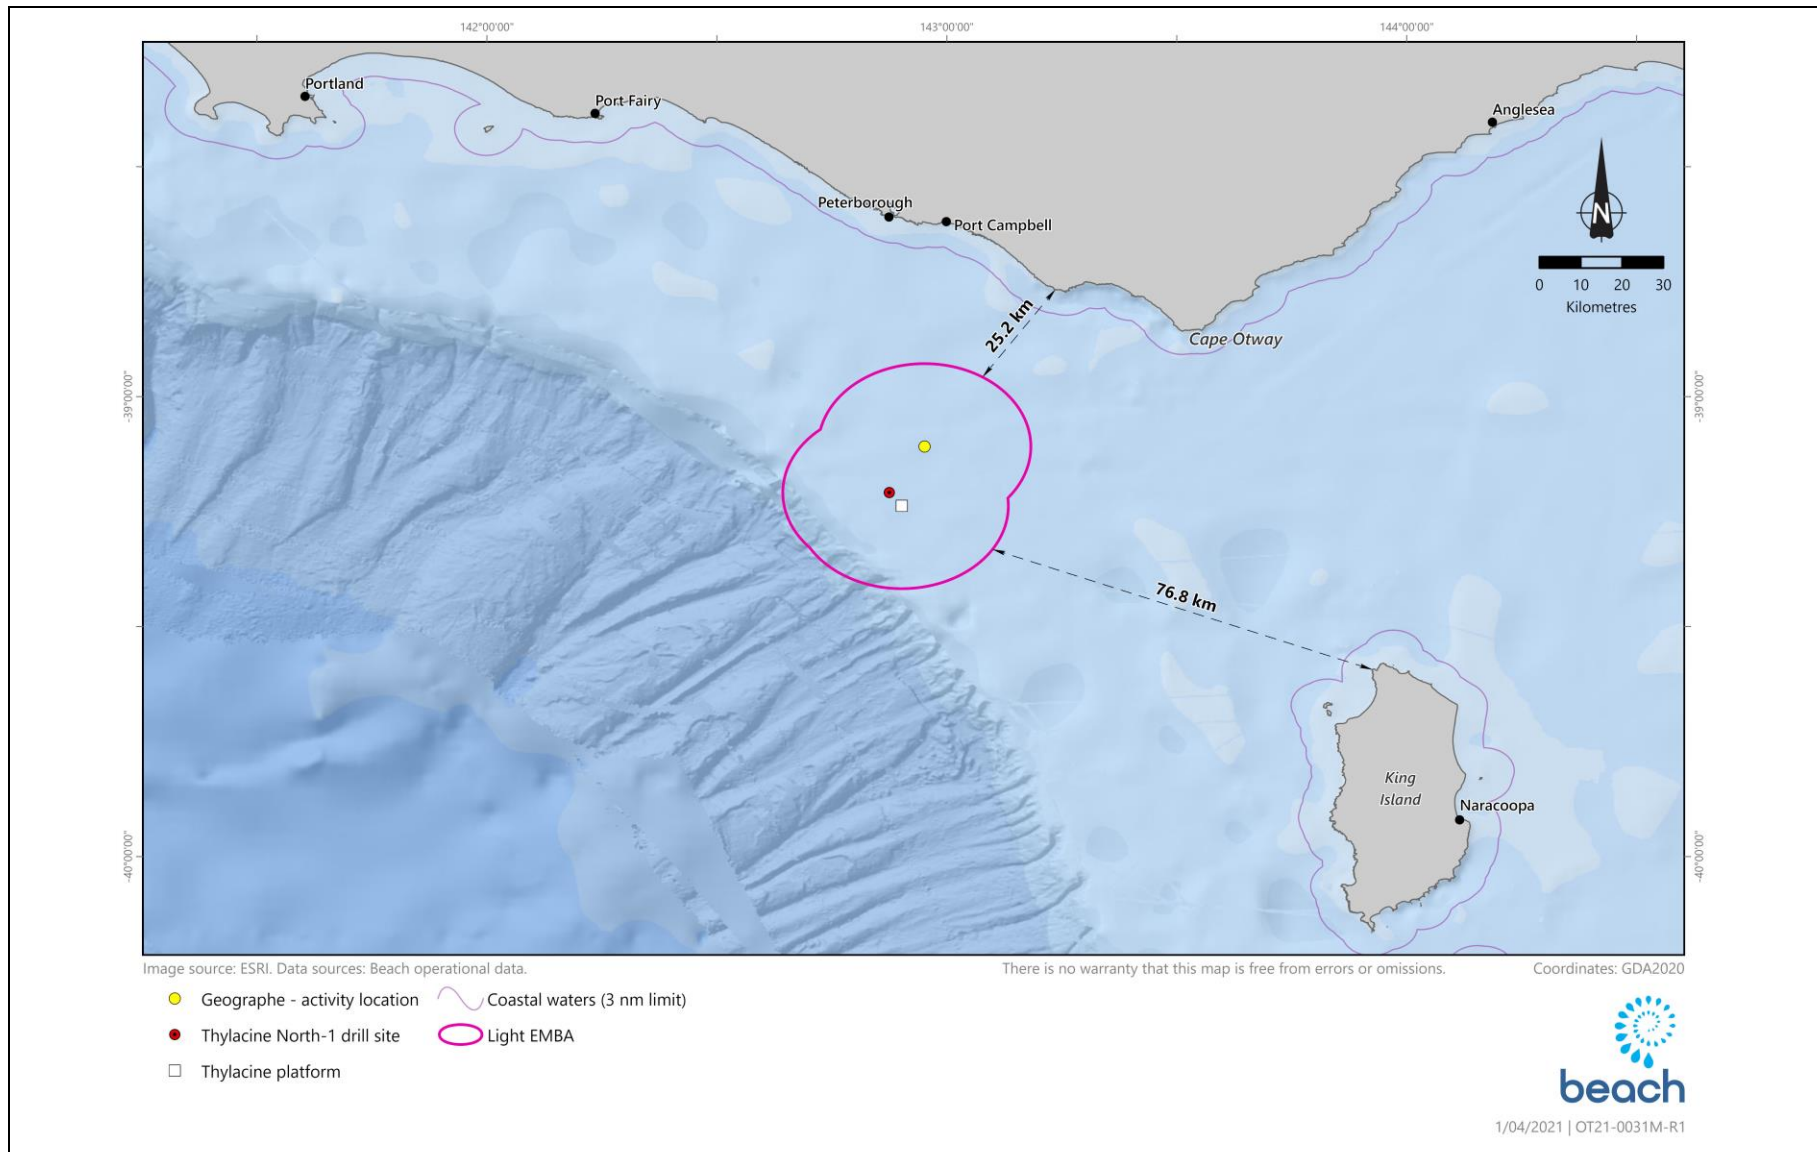 142°00'00"
143°00'00"
144°00'00"
Portland
Port Fairy
Anglesea
Peterborough
Port Campbell
N
0 10 20 30
Kilometres
25.2 km
Cape Otway
-39°00'00"
-39°00'00"
76.8 km
King
Island
Naracoopa
-40°00'00"
-40°00'00"
Image source: ESRI. Data sources: Beach operational data.
There is no warranty that this map is free from errors or omissions.
Coordinates: GDA2020
Geographe - activity location
Coastal waters (3 nm limit)
Thylacine North-1 drill site
Light EMBA
Thylacine platform
beach
1/04/2021 | OT21-0031M-R1